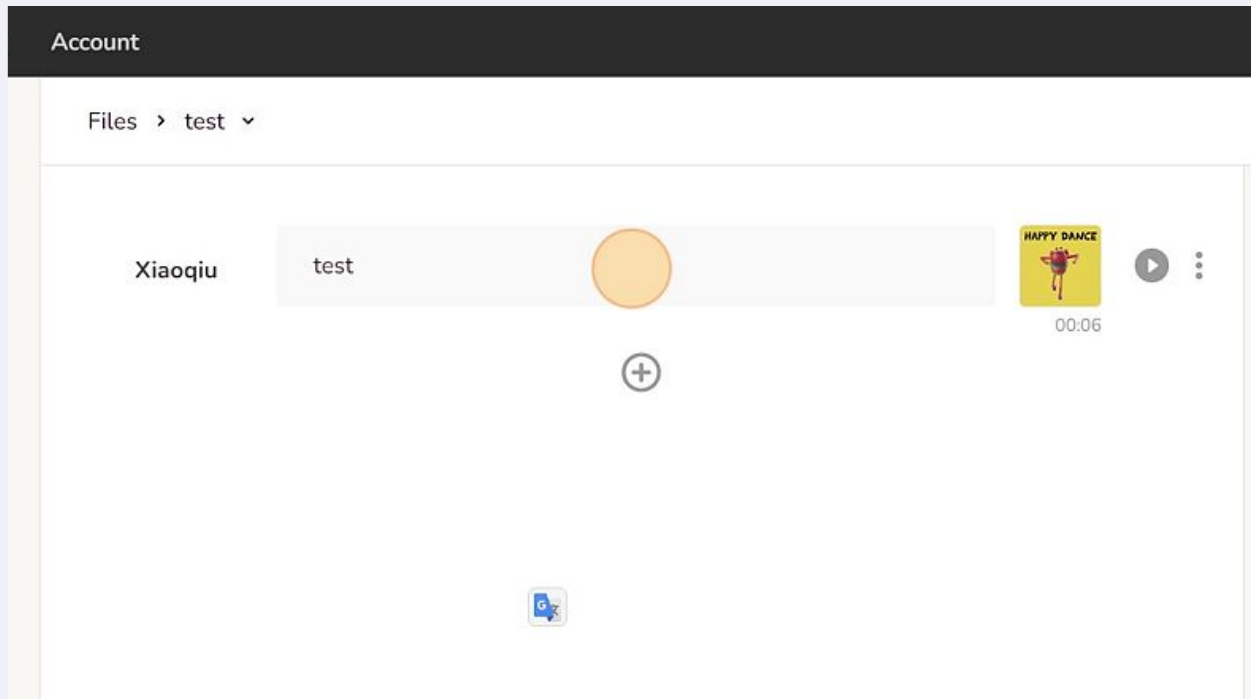 Account
Files > test
Xiaoqiu
test
HAPPY DANCE
00:06
G